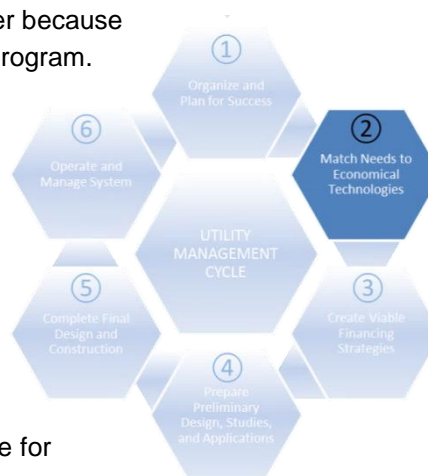 er because
rogram.
①
Organize and
Plan for Success
②
Match Needs to
Economical
Technologies
③
Create Viable
Financing
Strategies
④
Prepare
Preliminary
Design, Studies,
and Applications
⑤
Complete Final
Design and
Construction
⑥
Operate and
Manage System
UTILITY
MANAGEMENT
CYCLE
e for